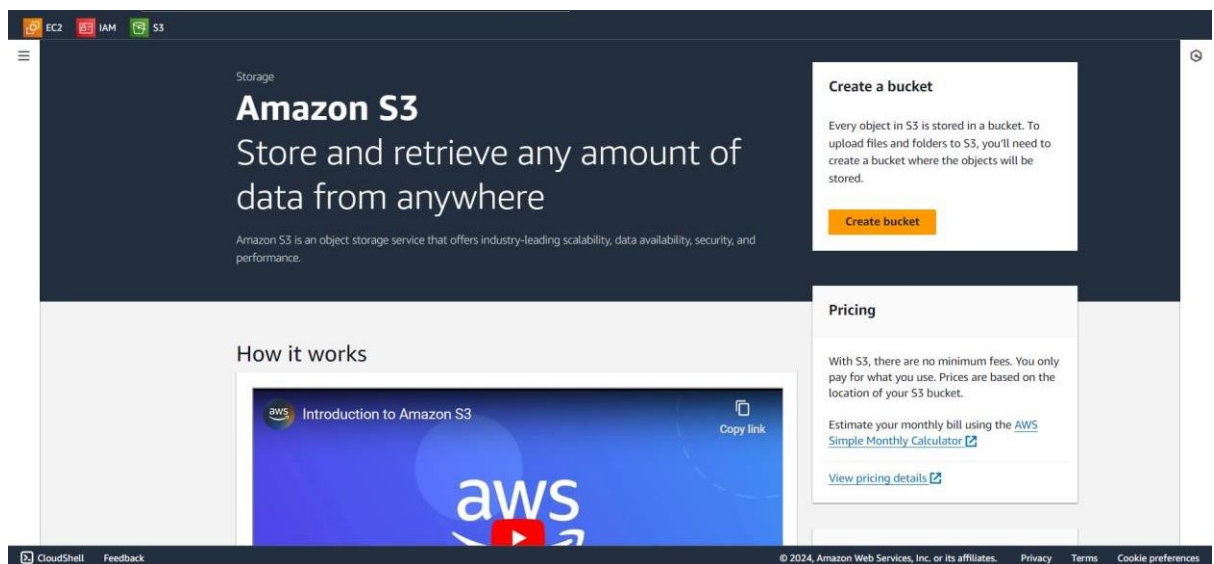 EC2 IAM S3
Storage
Amazon S3
Store and retrieve any amount of
data from anywhere
Amazon S3 is an object storage service that offers industry-leading scalability, data availability, security, and
performance.
Create a bucket
Every object in S3 is stored in a bucket. To
upload files and folders to S3, you'll need to
create a bucket where the objects will be
stored.
Create bucket
How it works
aws Introduction to Amazon S3
Copy link
aws
Pricing
With S3, there are no minimum fees. You only
pay for what you use. Prices are based on the
location of your S3 bucket.
Estimate your monthly bill using the AWS
Simple Monthly Calculator
View pricing details
CloudShell Feedback © 2024, Amazon Web Services, Inc. or its affiliates. Privacy Terms Cookie preferences